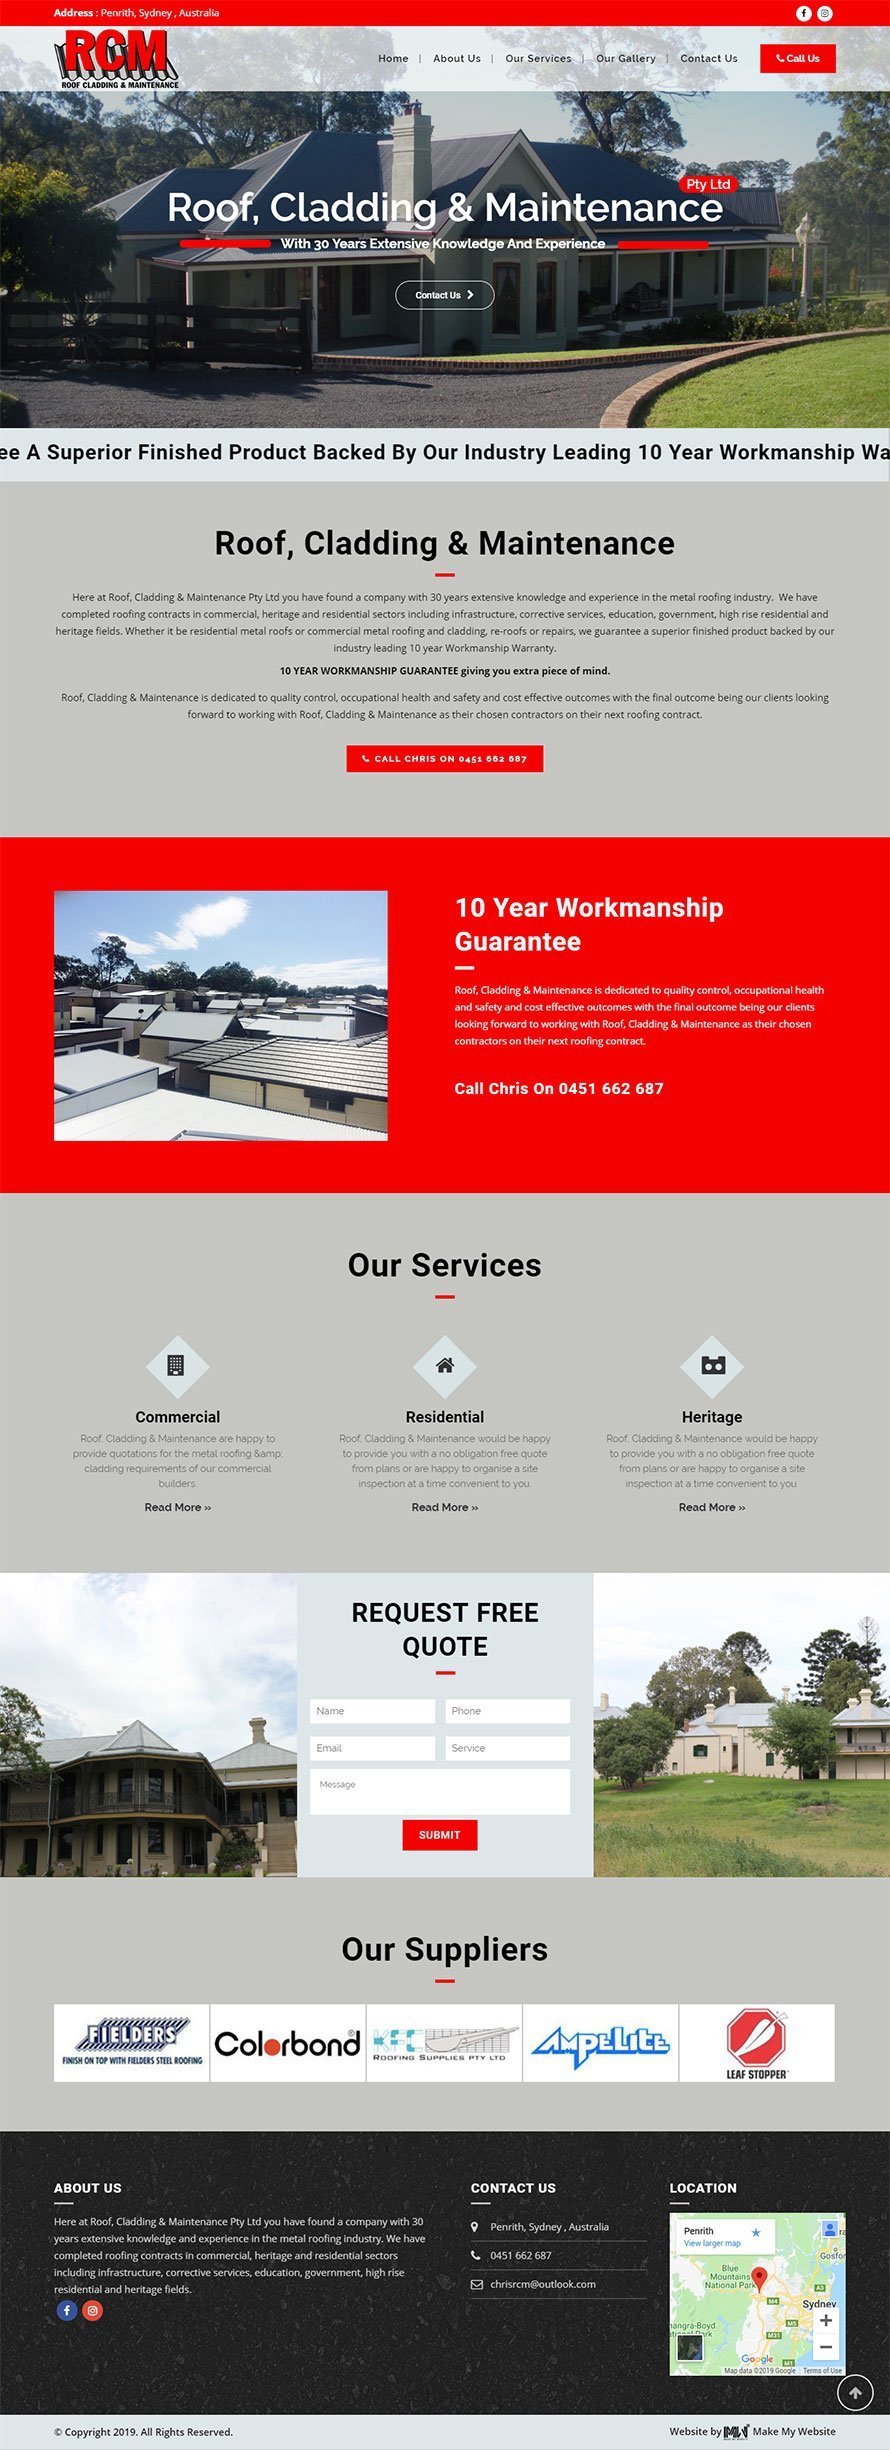 Address : Penrith, Sydney , Australia
RCM
ROOF CLADDING & MAINTENANCE
Home | About Us | Our Services | Our Gallery | Contact Us
Call Us
Pty Ltd
Roof, Cladding & Maintenance
With 30 Years Extensive Knowledge And Experience
Contact Us
ee A Superior Finished Product Backed By Our Industry Leading 10 Year Workmanship Wa
Roof, Cladding & Maintenance
Here at Roof, Cladding & Maintenance Pty Ltd you have found a company with 30 years extensive knowledge and experience in the metal roofing industry. We have
completed roofing contracts in commercial, heritage and residential sectors including infrastructure, corrective services, education, government, high rise residential and
heritage fields. Whether it be residential metal roofs or commercial metal roofing and cladding, re-roofs or repairs, we guarantee a superior finished product backed by our
industry leading 10 year Workmanship Warranty.
10 YEAR WORKMANSHIP GUARANTEE giving you extra piece of mind.
Roof, Cladding & Maintenance is dedicated to quality control, occupational health and safety and cost effective outcomes with the final outcome being our clients looking
forward to working with Roof, Cladding & Maintenance as their chosen contractors on their next roofing contract.
CALL CHRIS ON 0451 662 687
10 Year Workmanship
Guarantee
Roof, Cladding & Maintenance is dedicated to quality control, occupational health
and safety and cost effective outcomes with the final outcome being our clients
looking forward to working with Roof, Cladding & Maintenance as their chosen
contractors on their next roofing contract.
Call Chris On 0451 662 687
Our Services
Commercial
Roof, Cladding & Maintenance are happy to
provide quotations for the metal roofing &amp;
cladding requirements of our commercial
builders.
Read More »
Residential
Roof, Cladding & Maintenance would be happy
to provide you with a no obligation free quote
from plans or are happy to organise a site
inspection at a time convenient to you.
Read More »
Heritage
Roof, Cladding & Maintenance would be happy
to provide you with a no obligation free quote
from plans or are happy to organise a site
inspection at a time convenient to you.
Read More »
REQUEST FREE
QUOTE
Name
Phone
Email
Service
Message
SUBMIT
Our Suppliers
FIELDERS
FINISH ON TOP WITH FIELDERS STEEL ROOFING
Colorbond®
KFC
ROOFING SUPPLIES PTY LTD
AMPELITE
LEAF STOPPER
ABOUT US
Here at Roof, Cladding & Maintenance Pty Ltd you have found a company with 30
years extensive knowledge and experience in the metal roofing industry. We have
completed roofing contracts in commercial, heritage and residential sectors
including infrastructure, corrective services, education, government, high rise
residential and heritage fields.
CONTACT US
Penrith, Sydney , Australia
0451 662 687
chrisrcm@outlook.com
LOCATION
Penrith
View larger map
Gosfor
Blue
Mountains
National Park
A3
M4
Sydney
M5
nangra-Boyd
tional Park
M31
M1
Google
Map data ©2019 Google
Terms of Use
© Copyright 2019. All Rights Reserved.
Website by MMW Make My Website